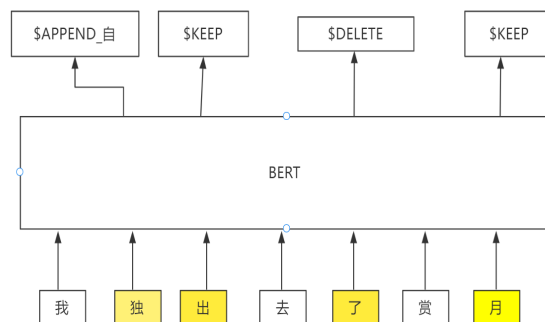 $APPEND_自 $KEEP $DELETE $KEEP
BERT
我 独 出 去 了 赏 月